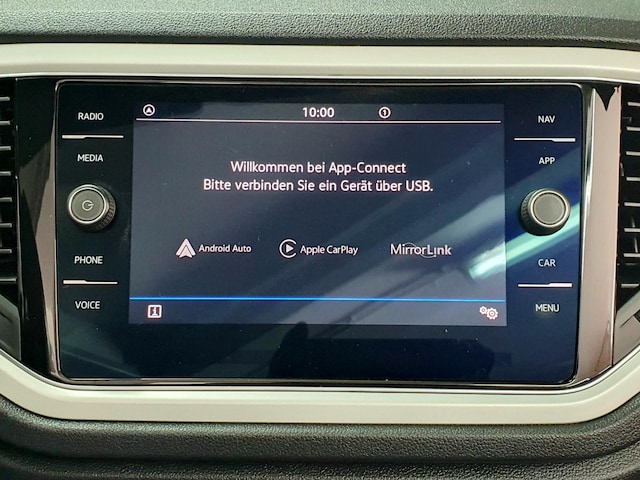 10:00
RADIO
MEDIA
PHONE
VOICE
Willkommen bei App-Connect
Bitte verbinden Sie ein Gerät über USB.
Android Auto
Apple CarPlay
MirrorLink
NAV
APP
CAR
MENU